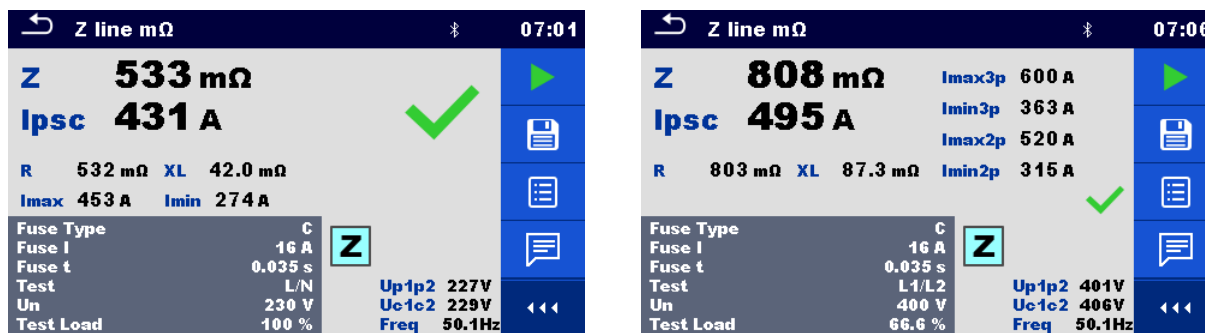 Z line mΩ 07:01
Z 533 mΩ
Ipsc 431 A
R 532 mΩ XL 42.0 mΩ
Imax 453 A Imin 274 A
Fuse Type C
Fuse I 16 A
Fuse t 0.035 s
Test L/N
Un 230 V
Test Load 100 %
Z
Up1p2 227V
Uc1c2 229V
Freq 50.1Hz
Z line mΩ 07:06
Z 808 mΩ
Ipsc 495 A
Imax3p 600 A
Imin3p 363 A
Imax2p 520 A
Imin2p 315 A
R 803 mΩ XL 87.3 mΩ
Fuse Type C
Fuse I 16 A
Fuse t 0.035 s
Test L1/L2
Un 400 V
Test Load 66.6 %
Z
Up1p2 401V
Uc1c2 406V
Freq 50.1Hz